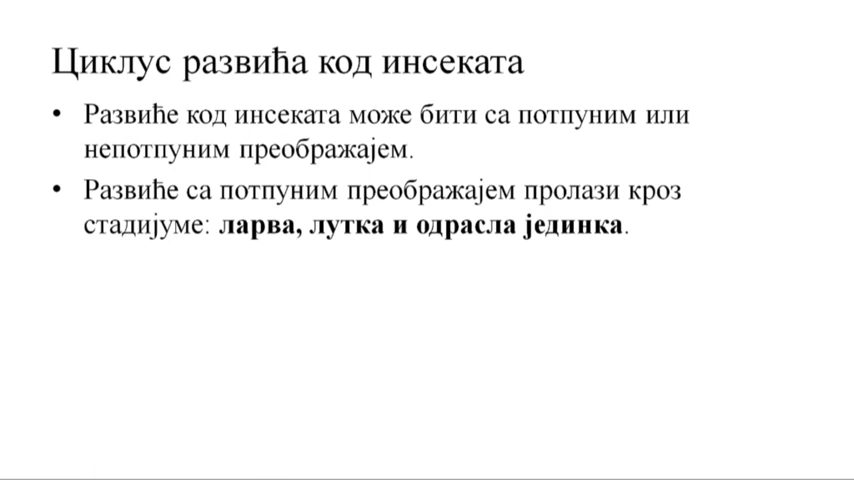 Циклус развића код инсеката
• Развиће код инсеката може бити са потпуним или
непотпуним преображајем.
• Развиће са потпуним преображајем пролази кроз
стадијуме: ларва, лутка и одрасла јединка.